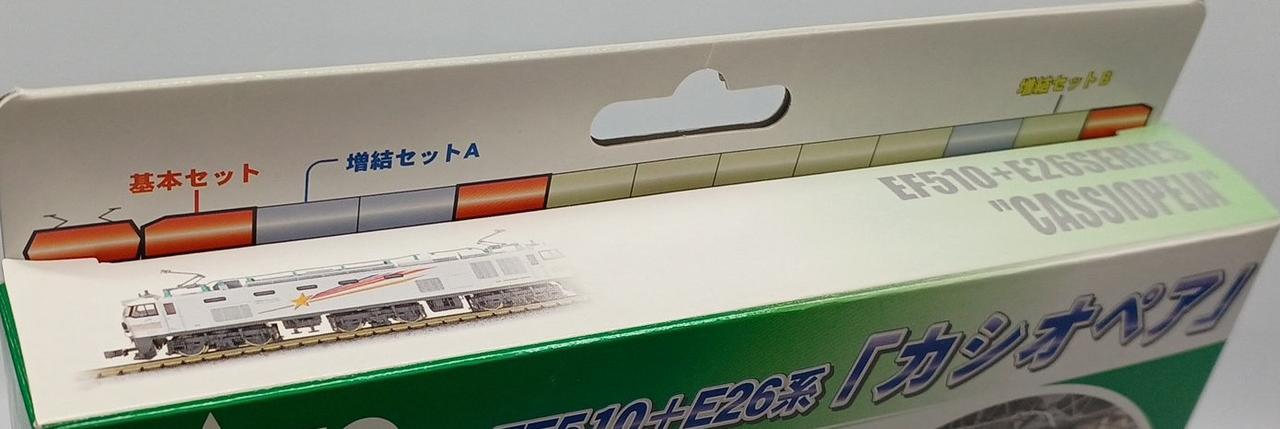 基本セット
増結セットA
増結セットB
EF510+E26SERIES
"CASSIOPEIA"
EF510+E26系「カシオペア」